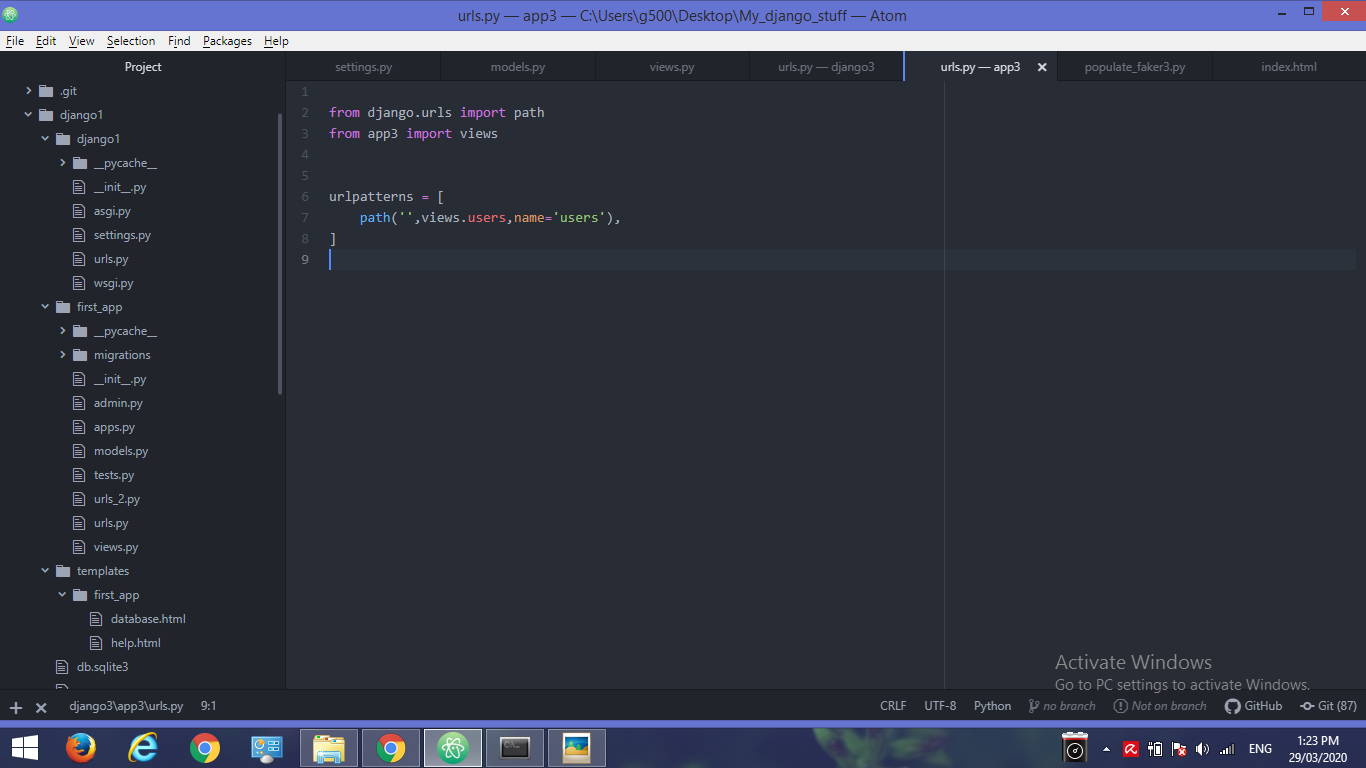 urls.py — app3 — C:\Users\g500\Desktop\My_django_stuff — Atom
File Edit View Selection Find Packages Help
Project
settings.py models.py views.py urls.py — django3 urls.py — app3 populate_faker3.py index.html
.git
django1
django1
__pycache__
__init__.py
asgi.py
settings.py
urls.py
wsgi.py
first_app
__pycache__
migrations
__init__.py
admin.py
apps.py
models.py
tests.py
urls_2.py
urls.py
views.py
templates
first_app
database.html
help.html
db.sqlite3
1
2 from django.urls import path
3 from app3 import views
4
5
6 urlpatterns = [
7     path('',views.users,name='users'),
8 ]
9
Activate Windows
Go to PC settings to activate Windows.
django3\app3\urls.py 9:1 CRLF UTF-8 Python no branch Not on branch GitHub Git (87)
ENG 1:23 PM
29/03/2020